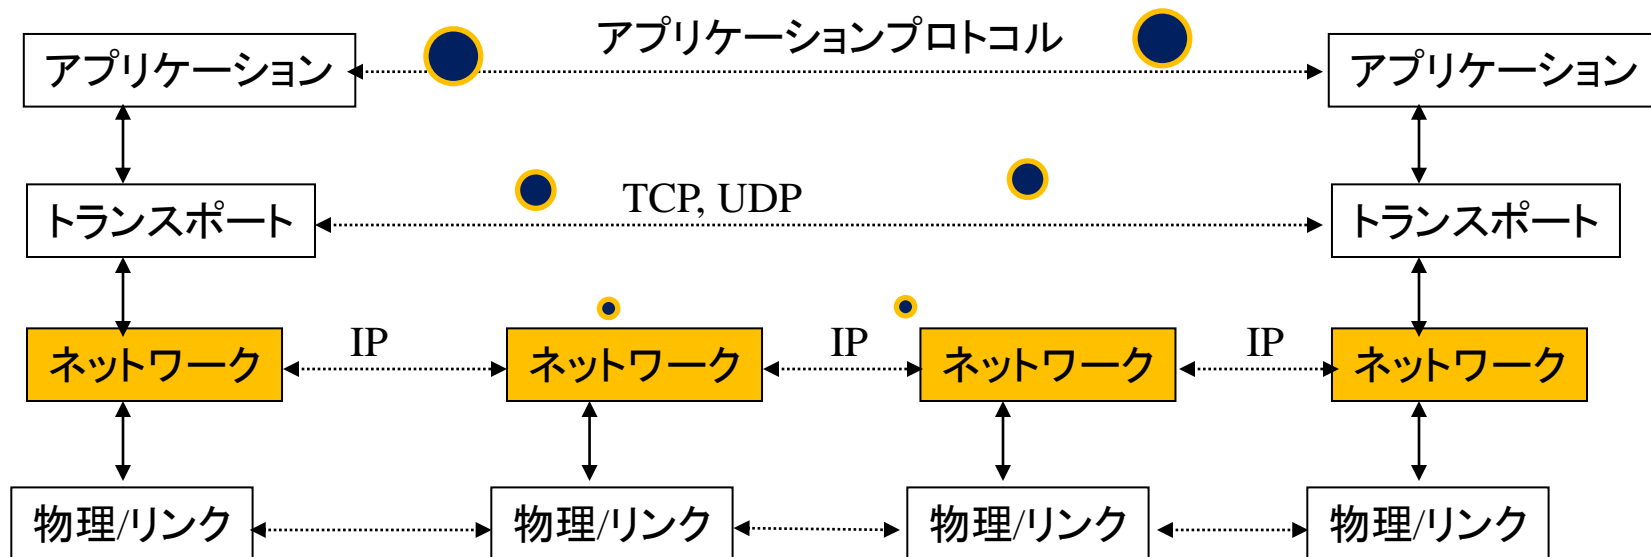 アプリケーションプロトコル
アプリケーション
アプリケーション
TCP, UDP
トランスポート
トランスポート
IP
IP
IP
ネットワーク
ネットワーク
ネットワーク
ネットワーク
物理/リンク
物理/リンク
物理/リンク
物理/リンク